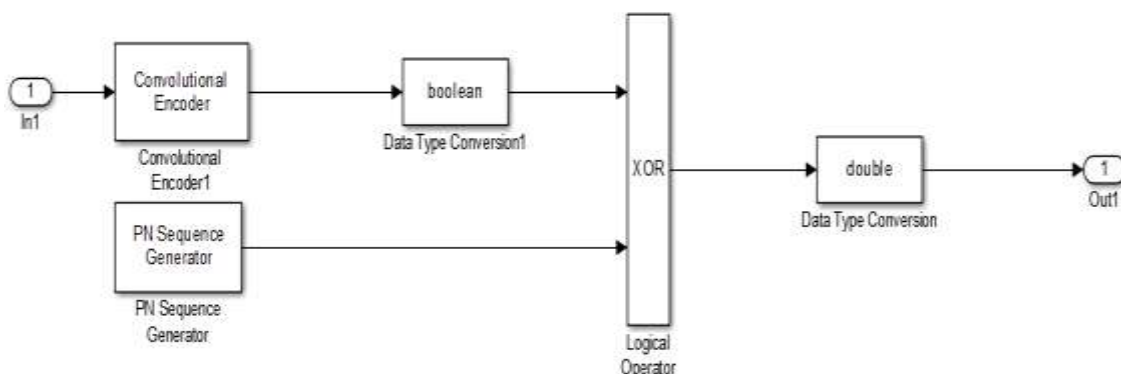 1
In1
Convolutional
Encoder
Convolutional
Encoder1
boolean
Data Type Conversion1
PN Sequence
Generator
PN Sequence
Generator
XOR
Logical
Operator
double
Data Type Conversion
1
Out1